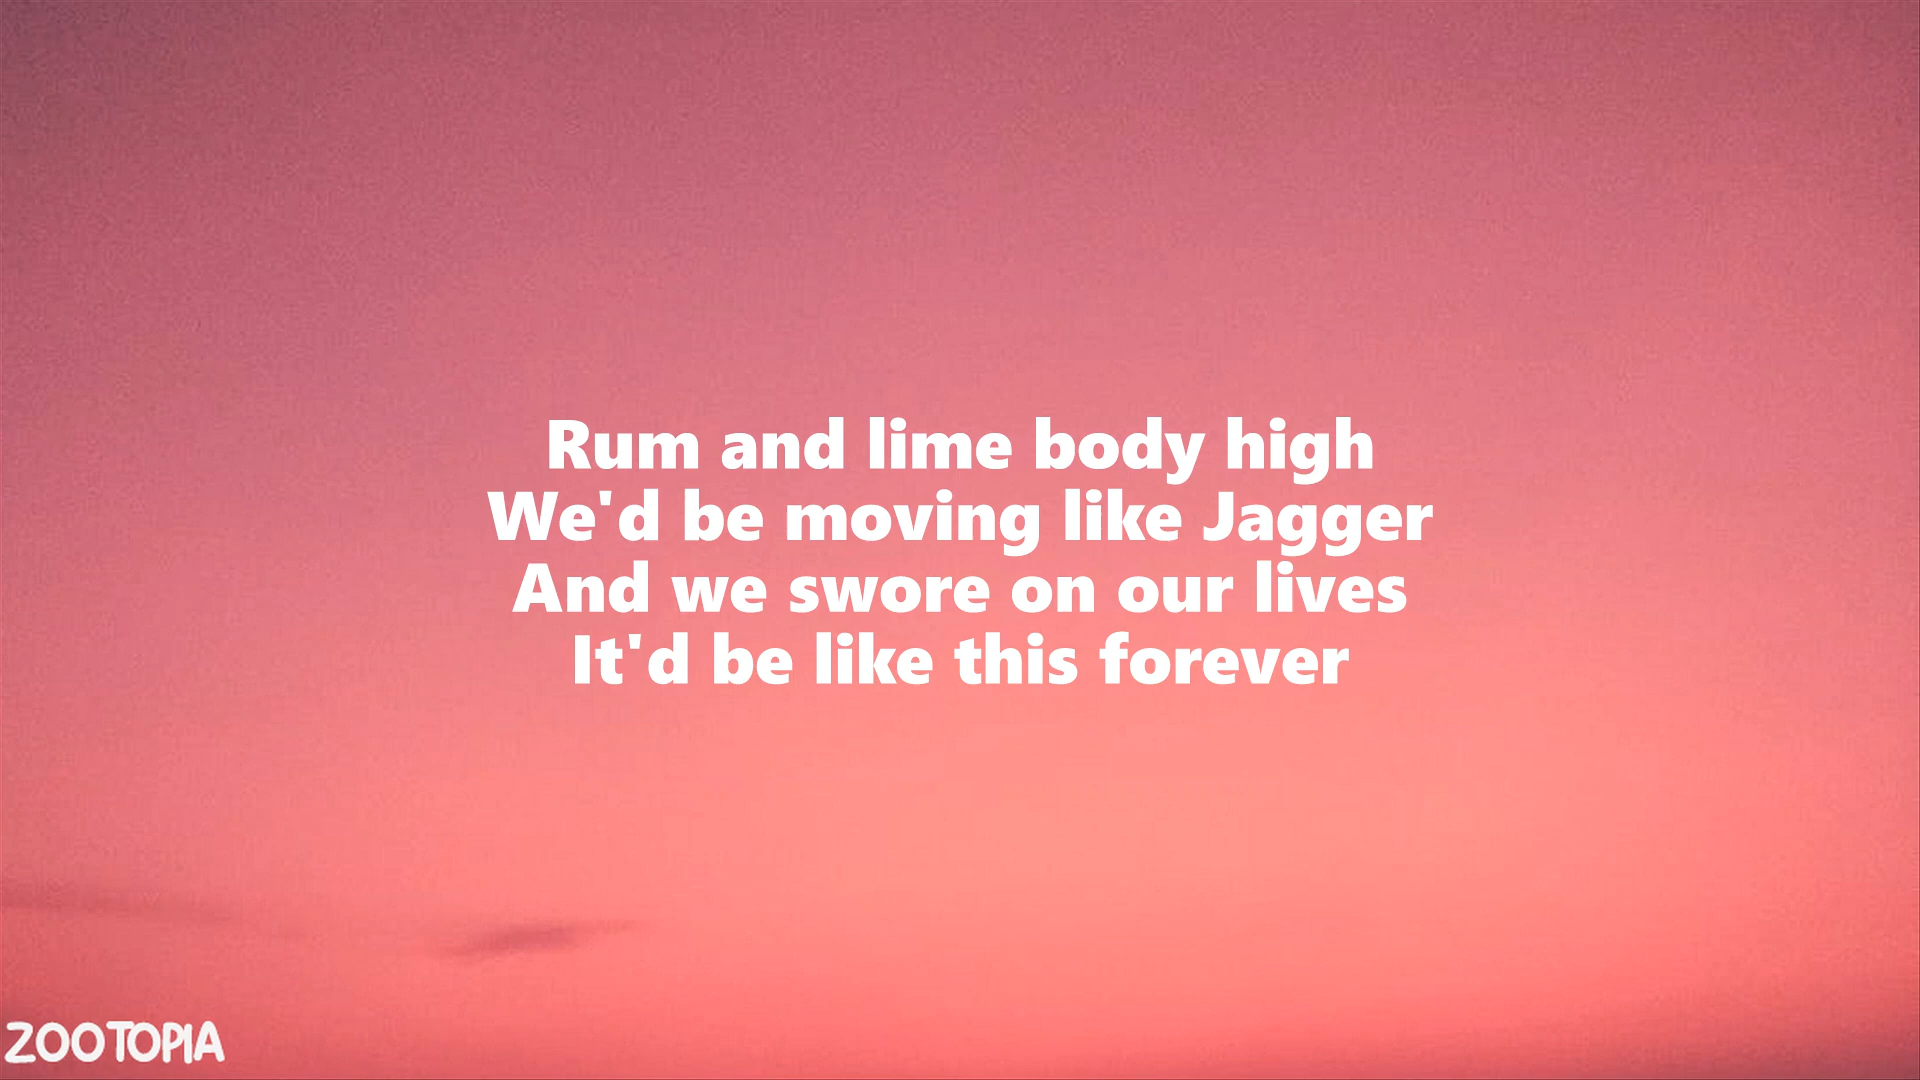 Rum and lime body high
We'd be moving like Jagger
And we swore on our lives
It'd be like this forever
ZOOTOPIA